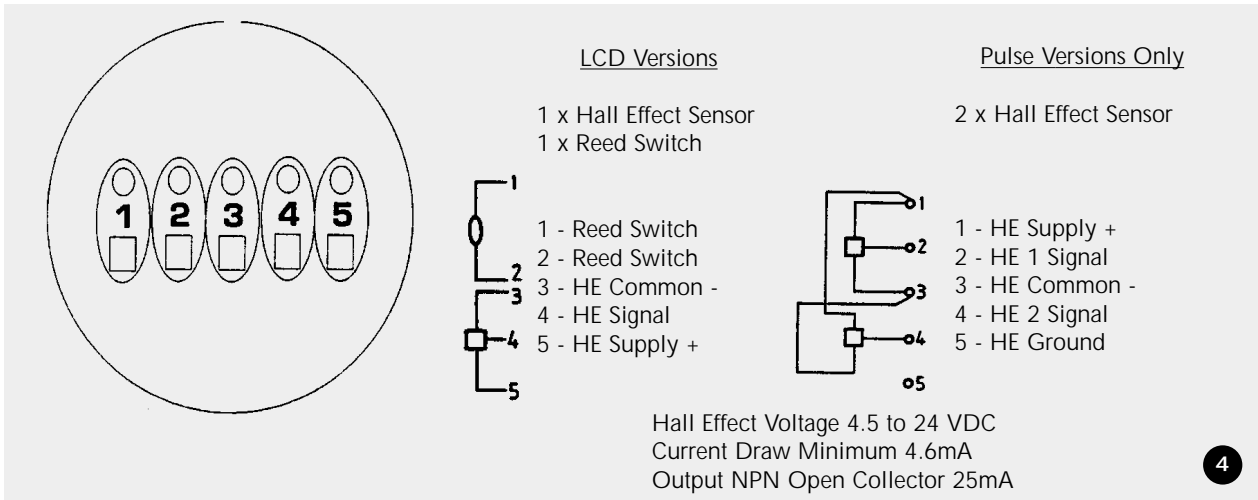 1 2 3 4 5
LCD Versions
1 x Hall Effect Sensor
1 x Reed Switch
1
2
3
4
5
1 - Reed Switch
2 - Reed Switch
3 - HE Common -
4 - HE Signal
5 - HE Supply +
Pulse Versions Only
2 x Hall Effect Sensor
1
2
3
4
5
1 - HE Supply +
2 - HE 1 Signal
3 - HE Common -
4 - HE 2 Signal
5 - HE Ground
Hall Effect Voltage 4.5 to 24 VDC
Current Draw Minimum 4.6mA
Output NPN Open Collector 25mA
4